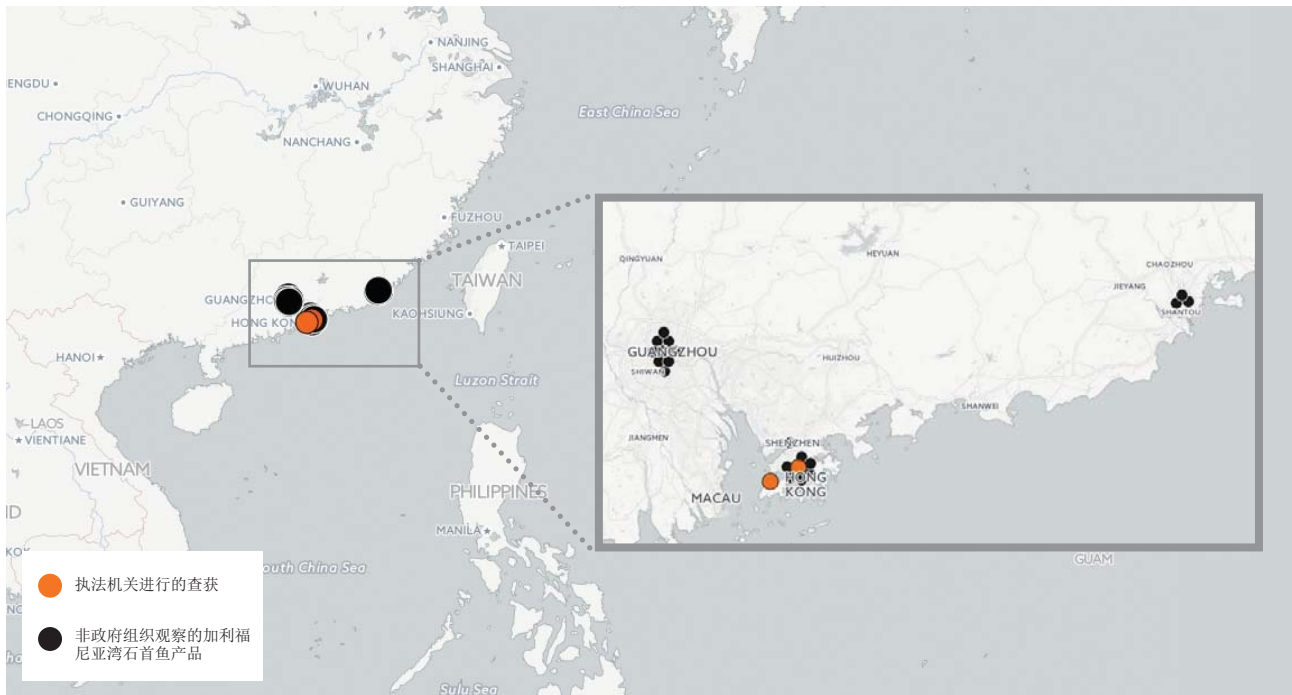 NANJING
SHANGHAI
ENGDU
WUHAN
CHONGQING
East China Sea
NANCHANG
GUIYANG
FUZHOU
TAIPEI
TAIWAN
GUANGZHO
HONG KON
KAOHSIUNG
HANOI
Luzon Strait
LAOS
VIENTIANE
VIETNAM
PHILIPPINES
MANILA
outh China Sea
GUAM
Sulu Sea
QINGYUAN
HEYUAN
CHAOZHOU
JIEYANG
SHANTOU
GUANGZHOU
HUIZHOU
SHIWAN
SHANWEI
JIANGMEN
SHENZHEN
HONG
KONG
MACAU
执法机关进行的查获
非政府组织观察的加利福
尼亚湾石首鱼产品